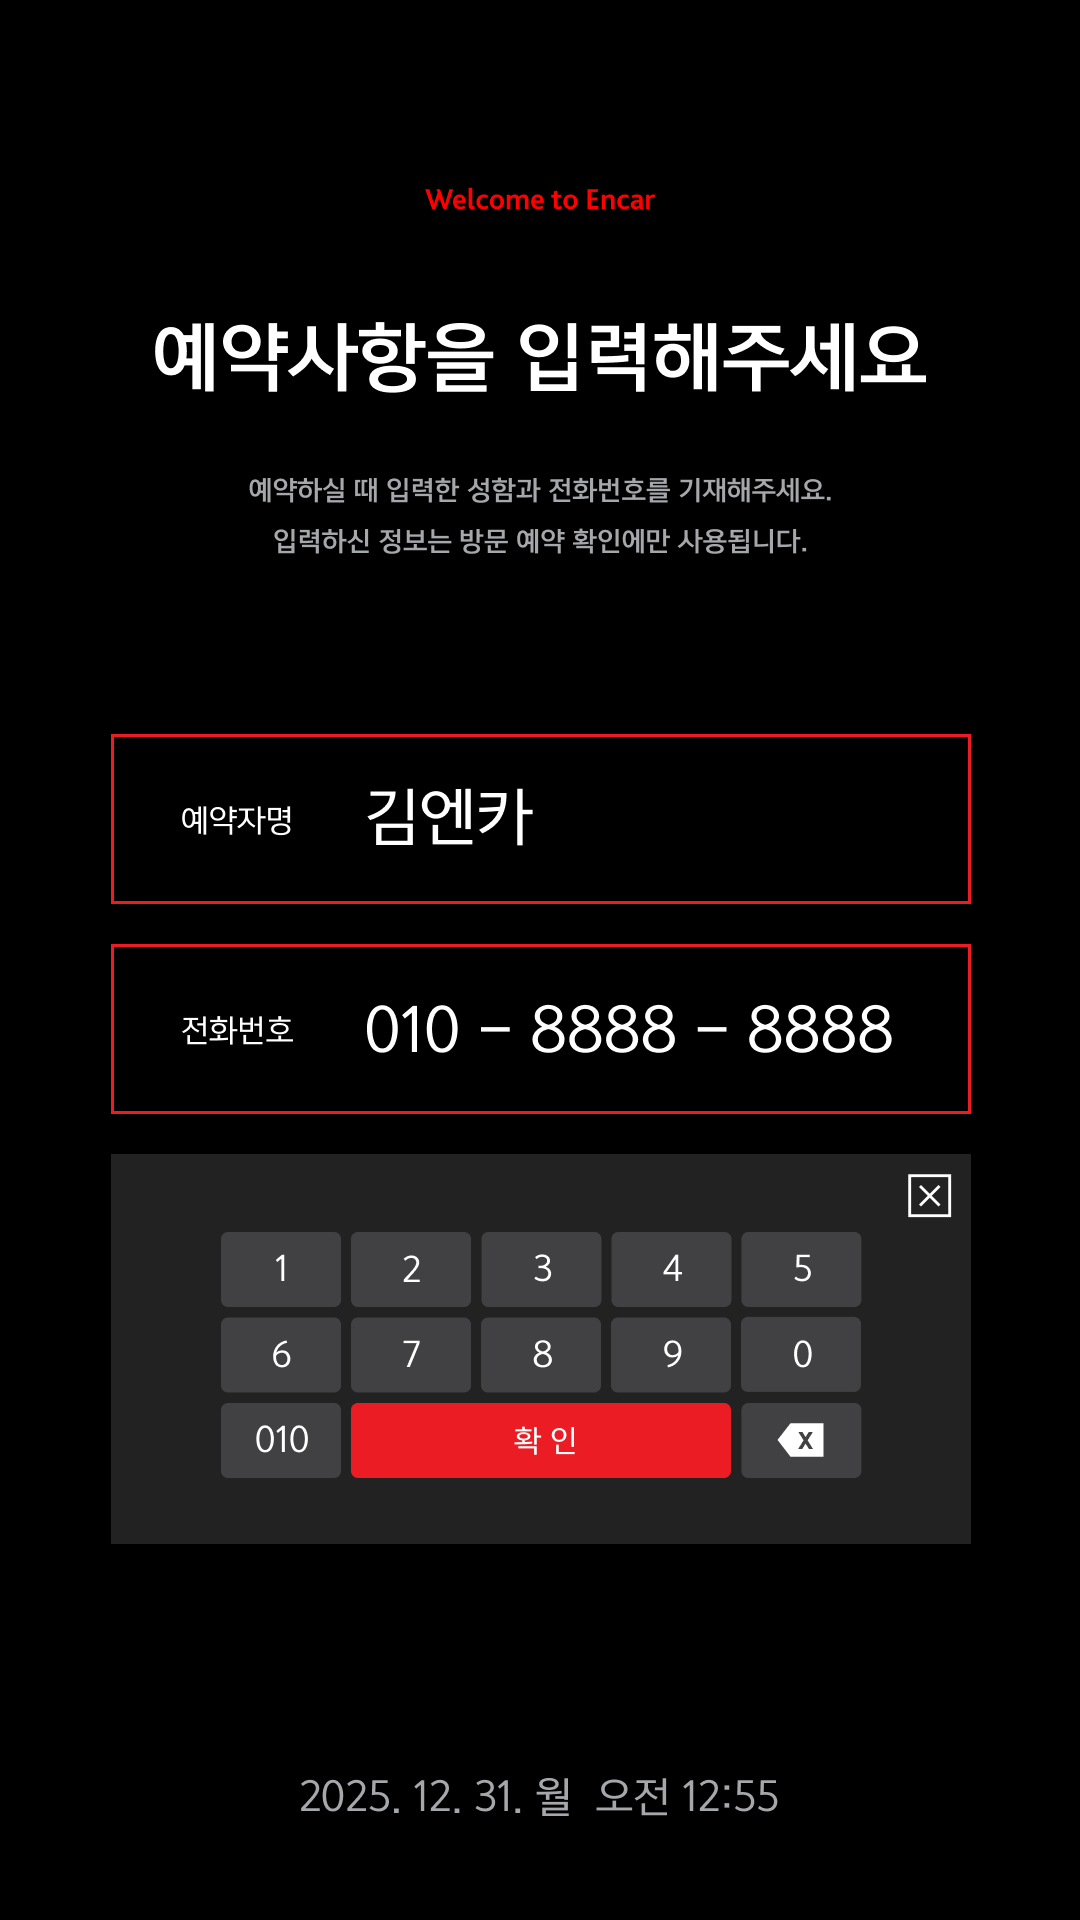 Welcome to Encar
예약사항을 입력해주세요
예약하실 때 입력한 성함과 전화번호를 기재해주세요.
입력하신 정보는 방문 예약 확인에만 사용됩니다.
예약자명 김엔카
전화번호 010 - 8888 - 8888
1 2 3 4 5
6 7 8 9 0
010 확 인 X
2025. 12. 31. 월 오전 12:55